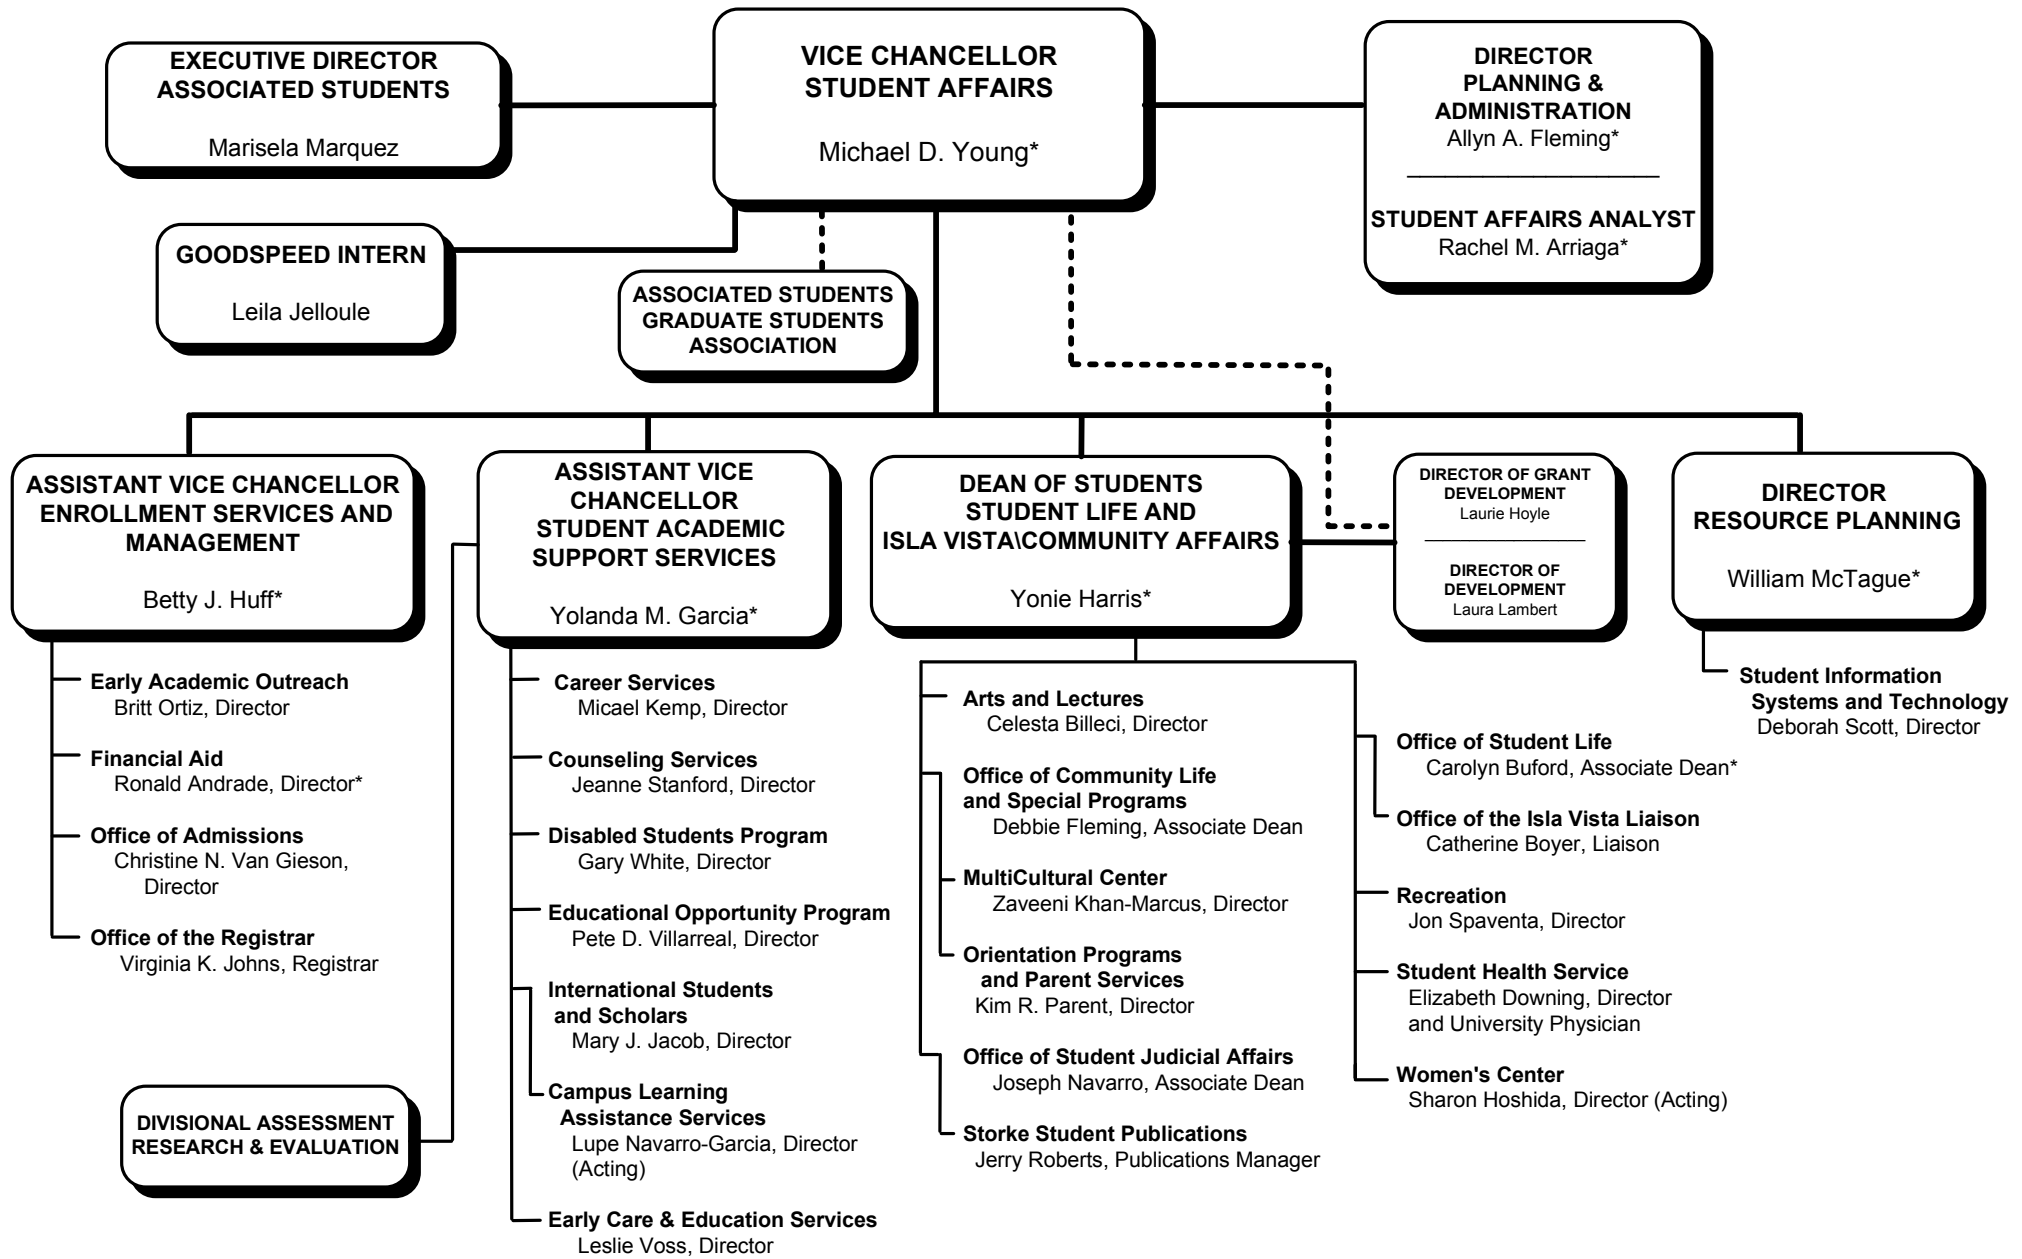 EXECUTIVE DIRECTOR
ASSOCIATED STUDENTS
Marisela Marquez
VICE CHANCELLOR
STUDENT AFFAIRS
Michael D. Young*
DIRECTOR
PLANNING &
ADMINISTRATION
Allyn A. Fleming*
STUDENT AFFAIRS ANALYST
Rachel M. Arriaga*
GOODSPEED INTERN
Leila Jelloule
ASSOCIATED STUDENTS
GRADUATE STUDENTS
ASSOCIATION
ASSISTANT VICE CHANCELLOR
ENROLLMENT SERVICES AND
MANAGEMENT
Betty J. Huff*
Early Academic Outreach
Britt Ortiz, Director
Financial Aid
Ronald Andrade, Director*
Office of Admissions
Christine N. Van Gieson,
Director
Office of the Registrar
Virginia K. Johns, Registrar
ASSISTANT VICE
CHANCELLOR
STUDENT ACADEMIC
SUPPORT SERVICES
Yolanda M. Garcia*
DIVISIONAL ASSESSMENT
RESEARCH & EVALUATION
Career Services
Micael Kemp, Director
Counseling Services
Jeanne Stanford, Director
Disabled Students Program
Gary White, Director
Educational Opportunity Program
Pete D. Villarreal, Director
International Students
and Scholars
Mary J. Jacob, Director
Campus Learning
Assistance Services
Lupe Navarro-Garcia, Director
(Acting)
Early Care & Education Services
Leslie Voss, Director
DEAN OF STUDENTS
STUDENT LIFE AND
ISLA VISTA\COMMUNITY AFFAIRS
Yonie Harris*
Arts and Lectures
Celesta Billeci, Director
Office of Community Life
and Special Programs
Debbie Fleming, Associate Dean
MultiCultural Center
Zaveeni Khan-Marcus, Director
Orientation Programs
and Parent Services
Kim R. Parent, Director
Office of Student Judicial Affairs
Joseph Navarro, Associate Dean
Storke Student Publications
Jerry Roberts, Publications Manager
Office of Student Life
Carolyn Buford, Associate Dean*
Office of the Isla Vista Liaison
Catherine Boyer, Liaison
Recreation
Jon Spaventa, Director
Student Health Service
Elizabeth Downing, Director
and University Physician
Women's Center
Sharon Hoshida, Director (Acting)
DIRECTOR OF GRANT
DEVELOPMENT
Laurie Hoyle
DIRECTOR OF
DEVELOPMENT
Laura Lambert
DIRECTOR
RESOURCE PLANNING
William McTague*
Student Information
Systems and Technology
Deborah Scott, Director